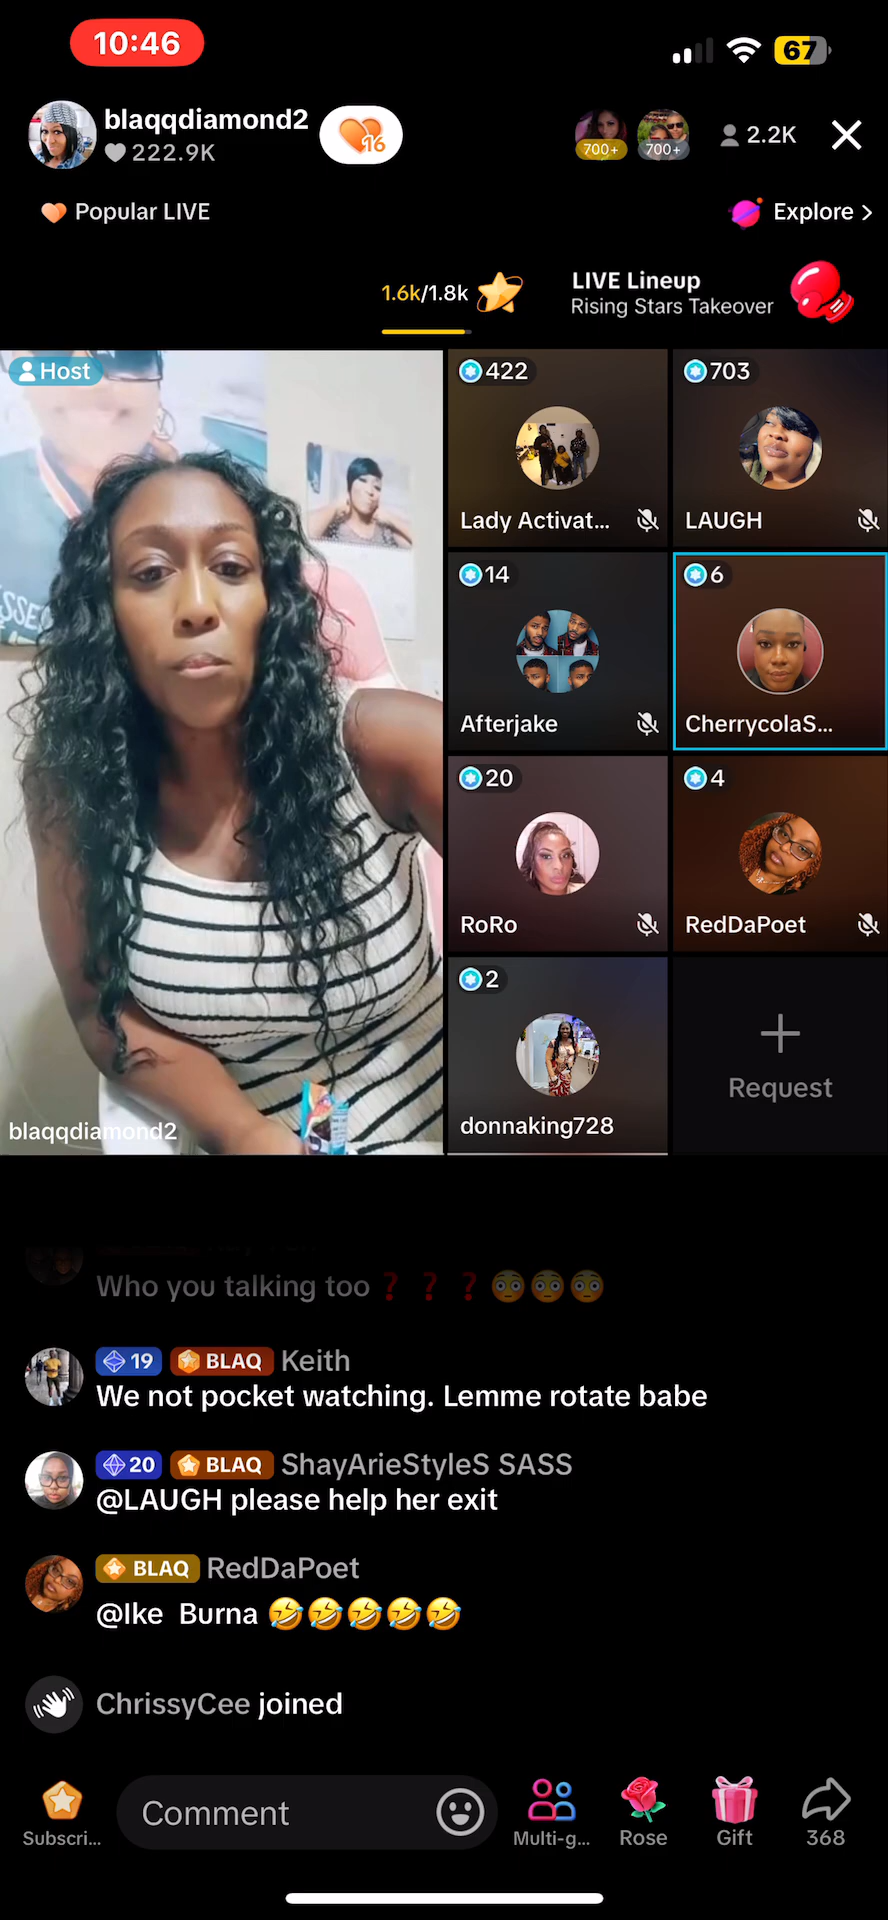 10:46
67
blaqqdiamond2
222.9K
16
700+
700+
2.2K
Popular LIVE
Explore >
1.6k/1.8k
LIVE Lineup
Rising Stars Takeover
Host
422
703
Lady Activat...
LAUGH
14
6
Afterjake
CherrycolaS...
20
4
RoRo
RedDaPoet
2
donnaking728
Request
blaqqdiamond2
Who you talking too❓❓❓😳😳😳
19 BLAQ Keith
We not pocket watching. Lemme rotate babe
20 BLAQ ShayArieStyleS SASS
@LAUGH please help her exit
BLAQ RedDaPoet
@Ike Burna 🤣🤣🤣🤣🤣
ChrissyCee joined
Comment
Subscri...
Multi-g...
Rose
Gift
368